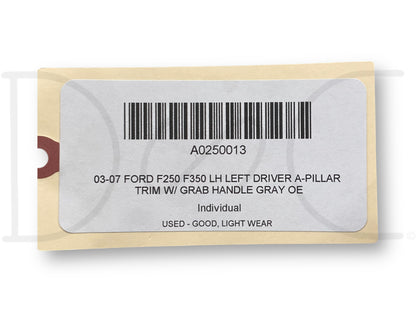 A0250013
03-07 FORD F250 F350 LH LEFT DRIVER A-PILLAR
TRIM W/ GRAB HANDLE GRAY OE
Individual
USED - GOOD, LIGHT WEAR